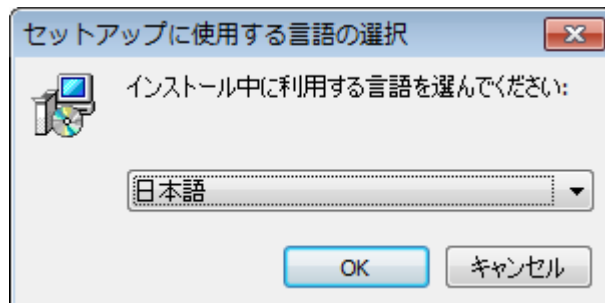 セットアップに使用する言語の選択
インストール中に利用する言語を選んでください:
日本語
OK
キャンセル